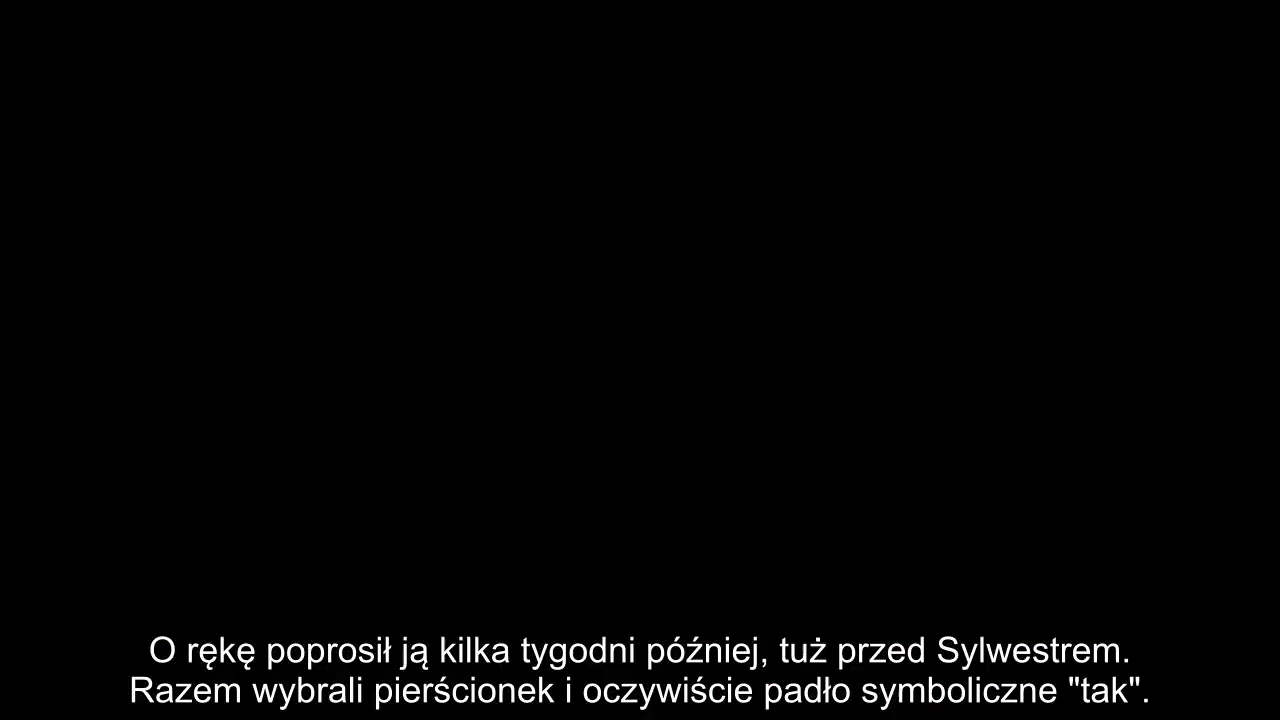 O rękę poprosił ją kilka tygodni później, tuż przed Sylwestrem.
Razem wybrali pierścionek i oczywiście padło symboliczne "tak".